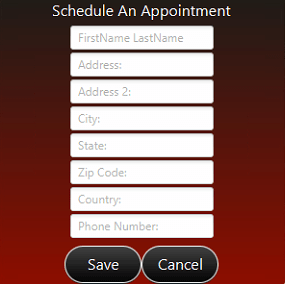 Schedule An Appointment
FirstName LastName
Address:
Address 2:
City:
State:
Zip Code:
Country:
Phone Number:
Save Cancel